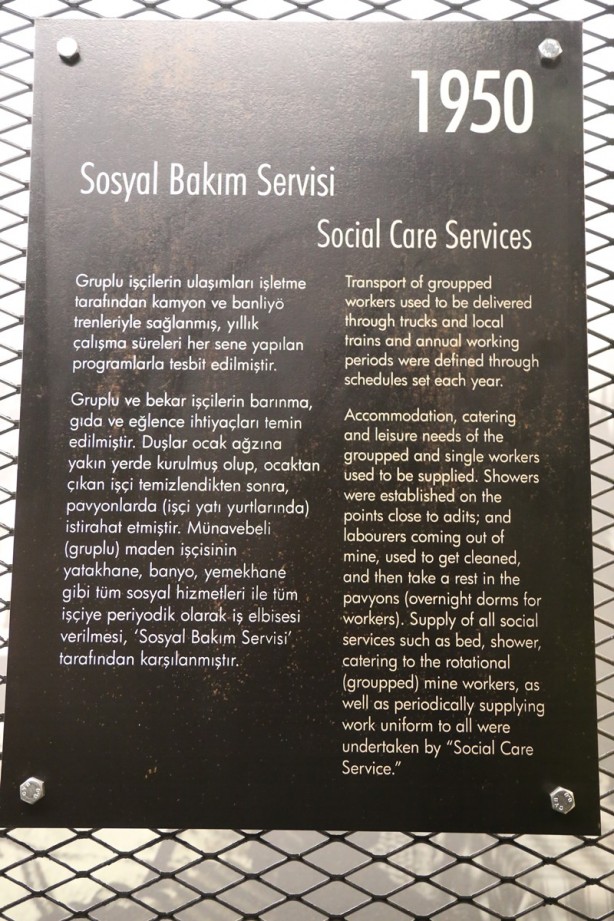 1950
Sosyal Bakım Servisi
Social Care Services
Gruplu işçilerin ulaşımları işletme
tarafından kamyon ve banliyö
trenleriyle sağlanmış, yıllık
çalışma süreleri her sene yapılan
programlarla tesbit edilmiştir.
Gruplu ve bekar işçilerin barınma,
gıda ve eğlence ihtiyaçları temin
edilmiştir. Duşlar ocak ağzına
yakın yerde kurulmuş olup, ocaktan
çıkan işçi temizlendikten sonra,
pavyonlarda (işçi yatı yurtlarında)
istirahat etmiştir. Münavebeli
(gruplu) maden işçisinin
yatakhane, banyo, yemekhane
gibi tüm sosyal hizmetleri ile tüm
işçiye periyodik olarak iş elbisesi
verilmesi, ‘Sosyal Bakım Servisi’
tarafından karşılanmıştır.
Transport of groupped
workers used to be delivered
through trucks and local
trains and annual working
periods were defined through
schedules set each year.
Accommodation, catering
and leisure needs of the
groupped and single workers
used to be supplied. Showers
were established on the
points close to adits; and
labourers coming out of
mine, used to get cleaned,
and then take a rest in the
pavyons (overnight dorms for
workers). Supply of all social
services such as bed, shower,
catering to the rotational
(groupped) mine workers, as
well as periodically supplying
work uniform to all were
undertaken by “Social Care
Service.”